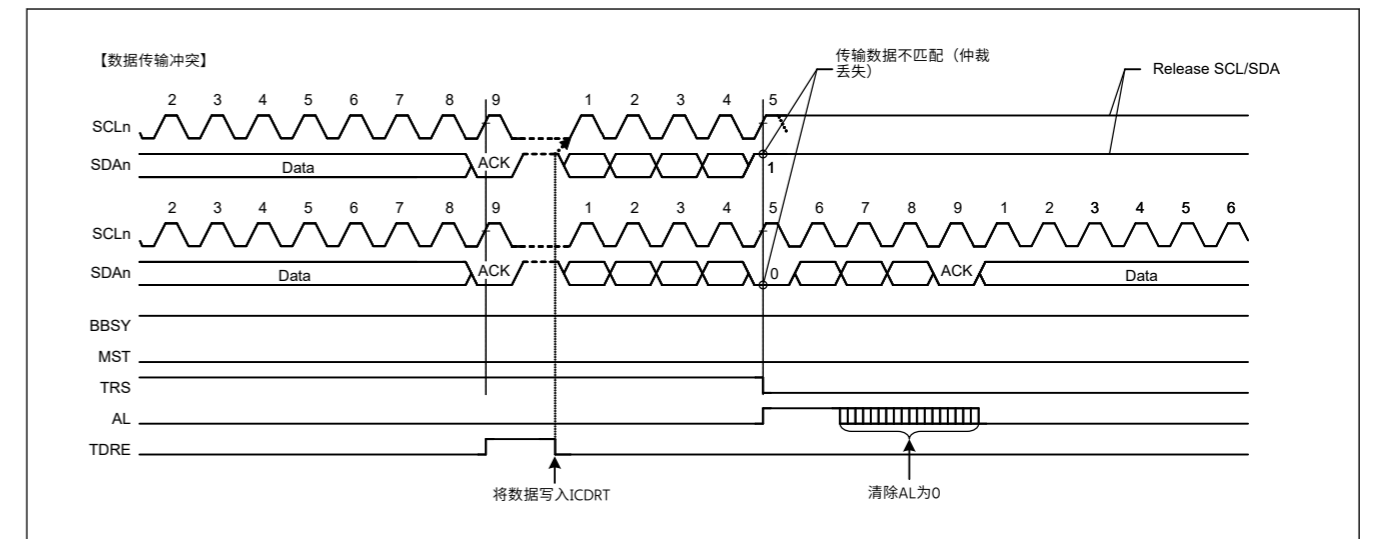 【数据传输冲突】
传输数据不匹配（仲裁
丢失）
Release SCL/SDA
2 3 4 5 6 7 8 9 1 2 3 4 5
SCLn
SDAn Data ACK 1
2 3 4 5 6 7 8 9 1 2 3 4 5 6 7 8 9 1 2 3 4 5 6
SCLn
SDAn Data ACK 0 ACK Data
BBSY
MST
TRS
AL
TDRE
将数据写入ICDRT
清除AL为0